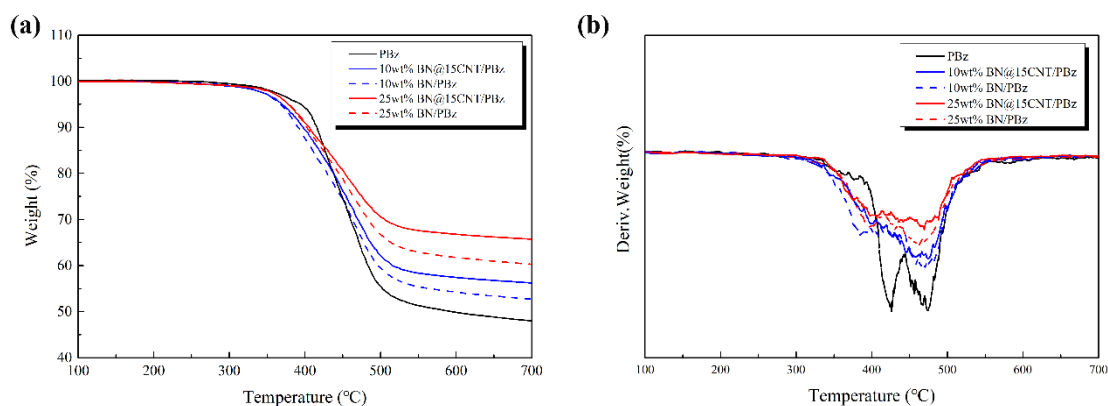 (a)
110
100
90
80
70
60
50
40
Weight (%)
100 200 300 400 500 600 700
Temperature (℃)
PBz
10wt% BN@15CNT/PBz
10wt% BN/PBz
25wt% BN@15CNT/PBz
25wt% BN/PBz
(b)
Deriv.Weight(%)
100 200 300 400 500 600 700
Temperature (℃)
PBz
10wt% BN@15CNT/PBz
10wt% BN/PBz
25wt% BN@15CNT/PBz
25wt% BN/PBz